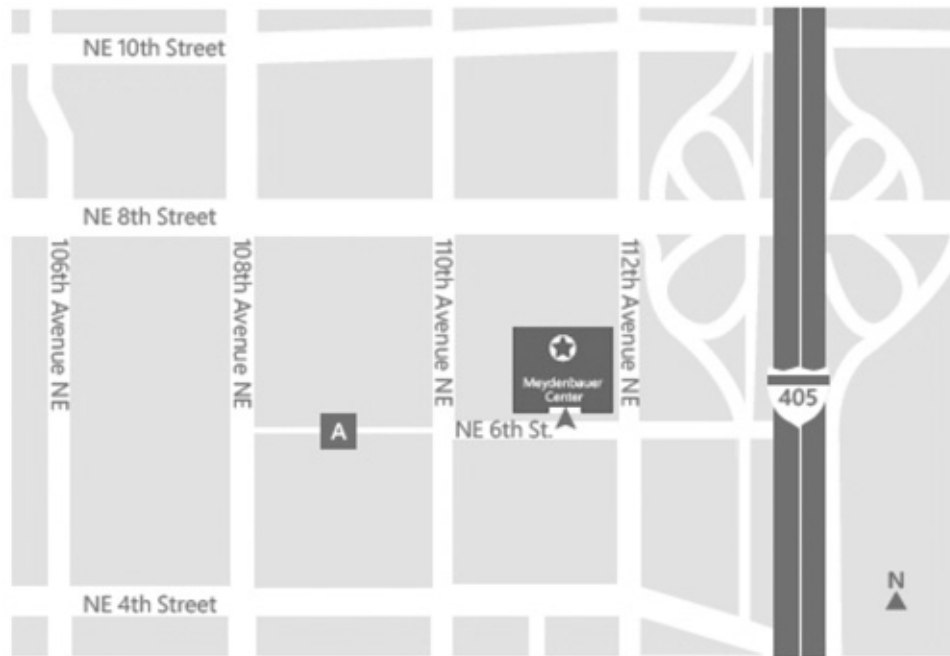 NE 10th Street
NE 8th Street
106th Avenue NE
108th Avenue NE
110th Avenue NE
112th Avenue NE
Meydenbauer
Center
405
A
NE 6th St.
N
NE 4th Street